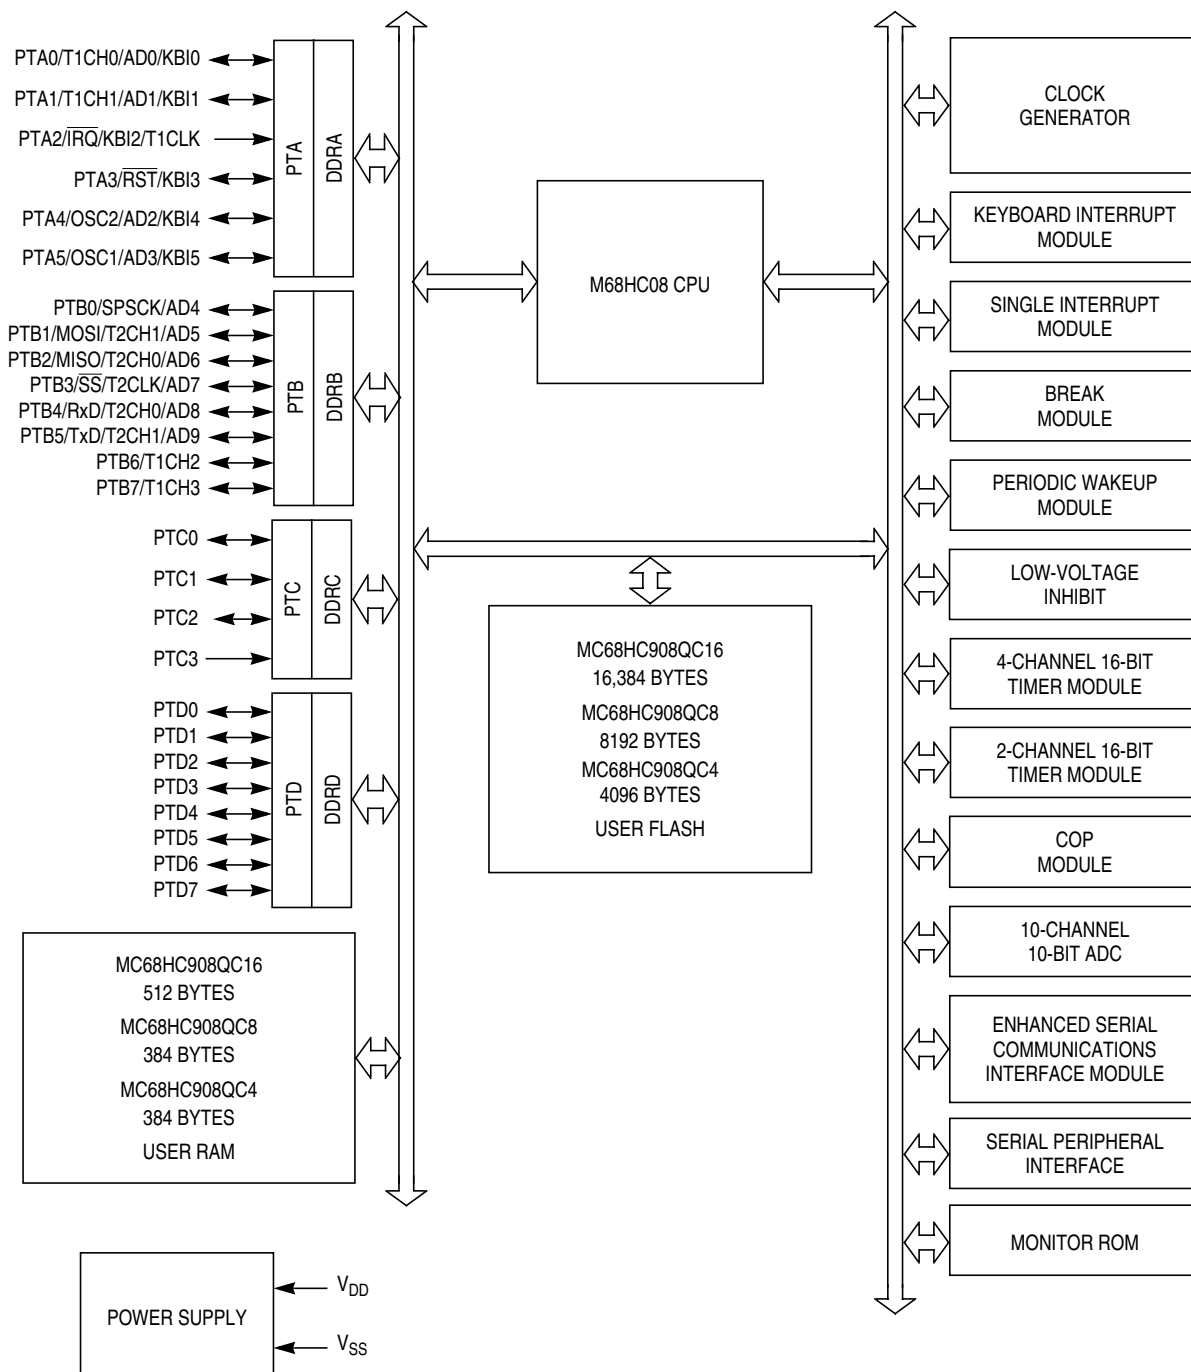 PTA0/T1CH0/AD0/KBI0
PTA1/T1CH1/AD1/KBI1
PTA2/I̅R̅Q̅/KBI2/T1CLK
PTA3/R̅S̅T̅/KBI3
PTA4/OSC2/AD2/KBI4
PTA5/OSC1/AD3/KBI5
PTA
DDRA
PTB0/SPSCK/AD4
PTB1/MOSI/T2CH1/AD5
PTB2/MISO/T2CH0/AD6
PTB3/S̅S̅/T2CLK/AD7
PTB4/RxD/T2CH0/AD8
PTB5/TxD/T2CH1/AD9
PTB6/T1CH2
PTB7/T1CH3
PTB
DDRB
PTC0
PTC1
PTC2
PTC3
PTC
DDRC
PTD0
PTD1
PTD2
PTD3
PTD4
PTD5
PTD6
PTD7
PTD
DDRD
MC68HC908QC16
512 BYTES
MC68HC908QC8
384 BYTES
MC68HC908QC4
384 BYTES
USER RAM
POWER SUPPLY
VDD
VSS
M68HC08 CPU
MC68HC908QC16
16,384 BYTES
MC68HC908QC8
8192 BYTES
MC68HC908QC4
4096 BYTES
USER FLASH
CLOCK
GENERATOR
KEYBOARD INTERRUPT
MODULE
SINGLE INTERRUPT
MODULE
BREAK
MODULE
PERIODIC WAKEUP
MODULE
LOW-VOLTAGE
INHIBIT
4-CHANNEL 16-BIT
TIMER MODULE
2-CHANNEL 16-BIT
TIMER MODULE
COP
MODULE
10-CHANNEL
10-BIT ADC
ENHANCED SERIAL
COMMUNICATIONS
INTERFACE MODULE
SERIAL PERIPHERAL
INTERFACE
MONITOR ROM